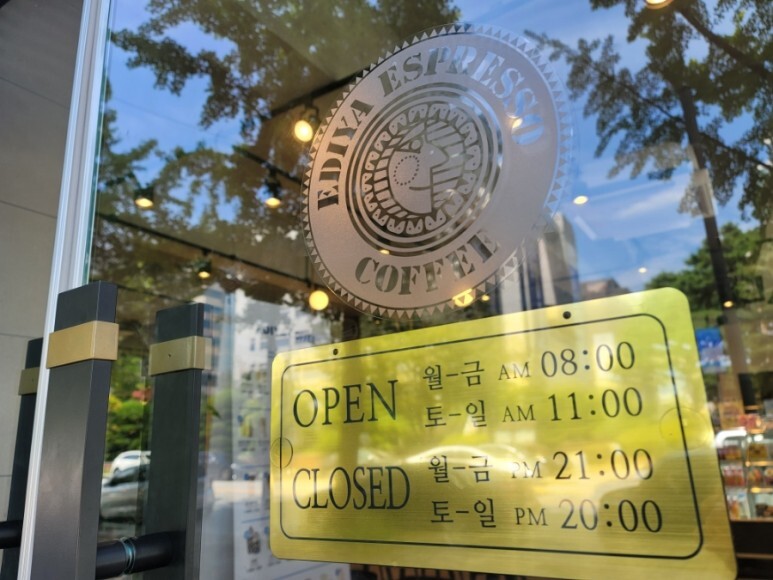 EDIYA ESPRESSO
COFFEE
OPEN 월-금 AM 08:00
토-일 AM 11:00
CLOSED 월-금 PM 21:00
토-일 PM 20:00